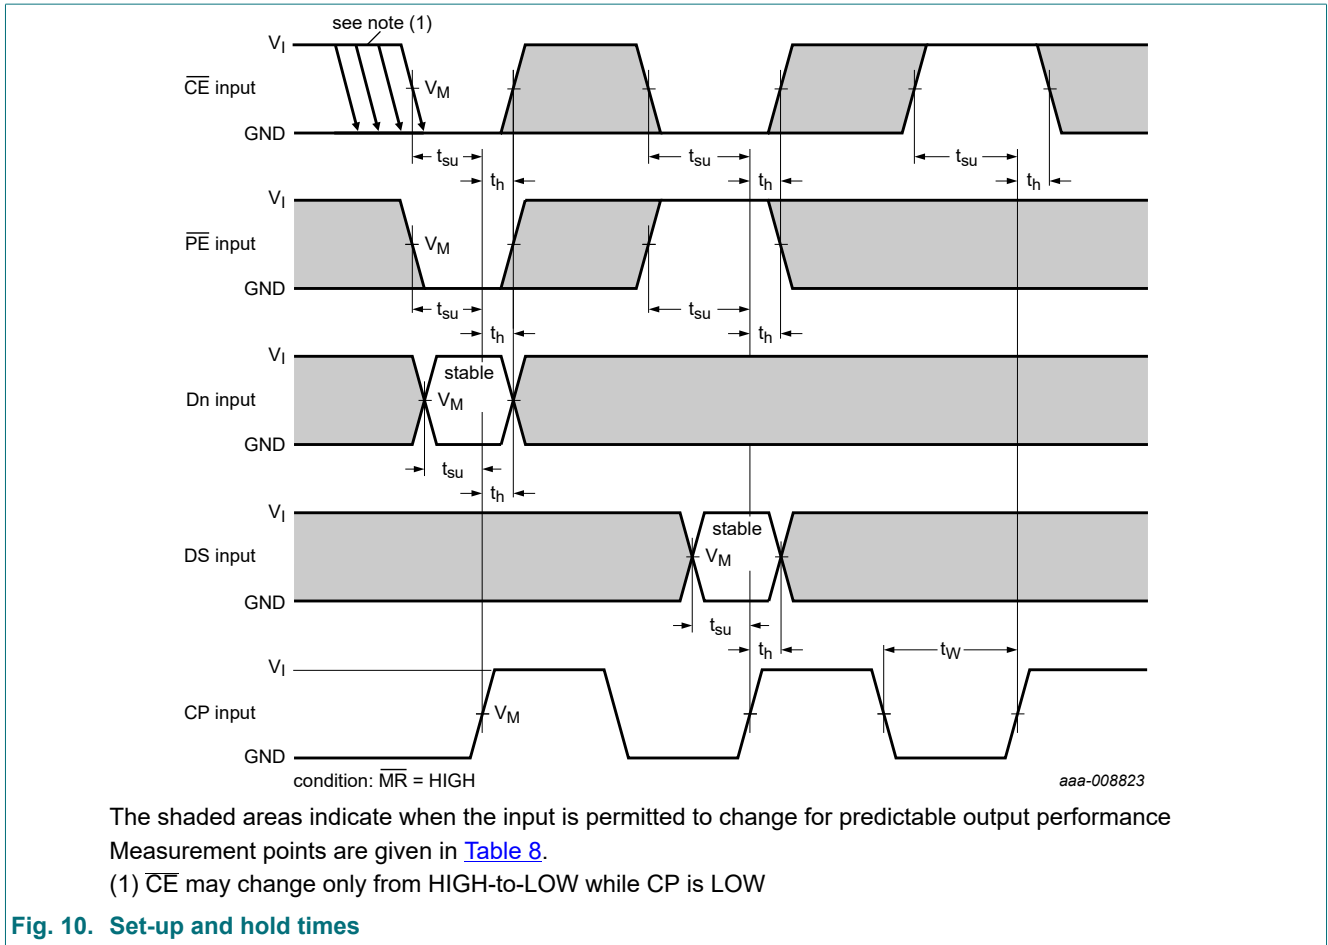 see note (1)
VI
CE input
VM
GND
tsu tsu tsu
th th th
VI
PE input
VM
GND
tsu tsu
th th
VI
stable
Dn input
VM
GND
tsu
th
VI
stable
DS input
VM
GND
tsu
th tW
VI
CP input
VM
GND
condition: MR = HIGH
aaa-008823
The shaded areas indicate when the input is permitted to change for predictable output performance
Measurement points are given in Table 8.
(1) CE may change only from HIGH-to-LOW while CP is LOW
Fig. 10. Set-up and hold times